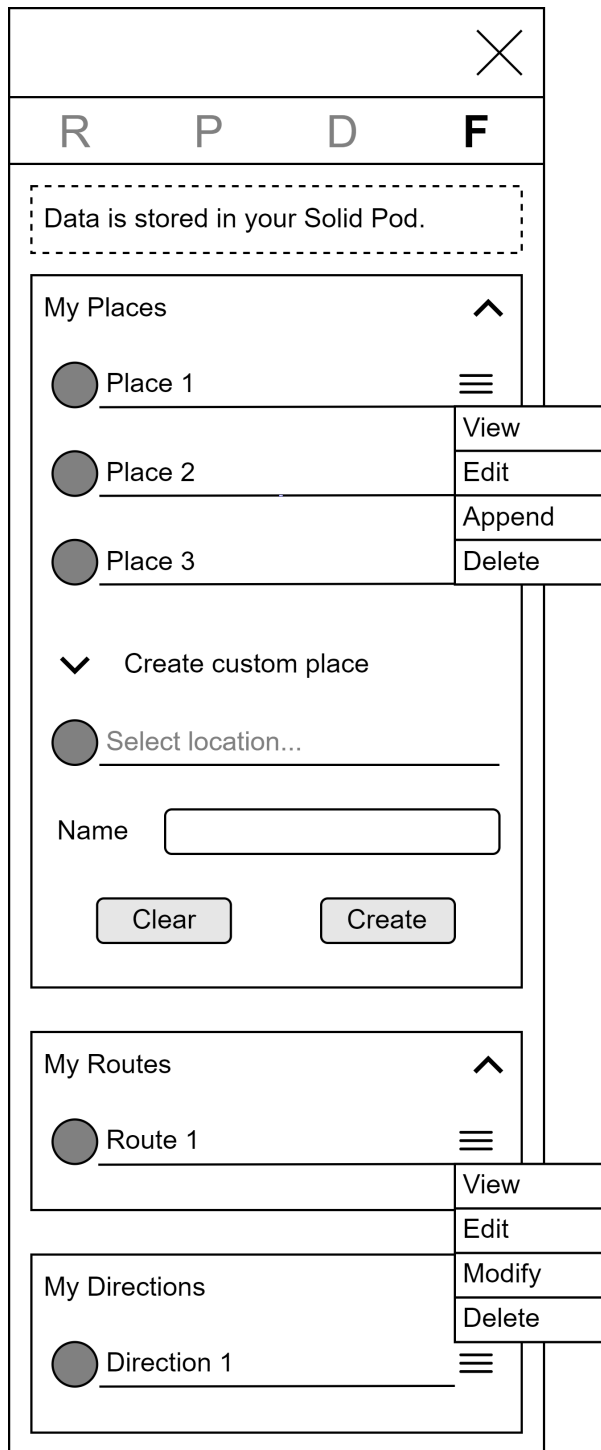 R P D F
Data is stored in your Solid Pod.
My Places
Place 1
View
Place 2
Edit
Append
Place 3
Delete
Create custom place
Select location...
Name
Clear Create
My Routes
Route 1
View
Edit
Modify
My Directions
Delete
Direction 1